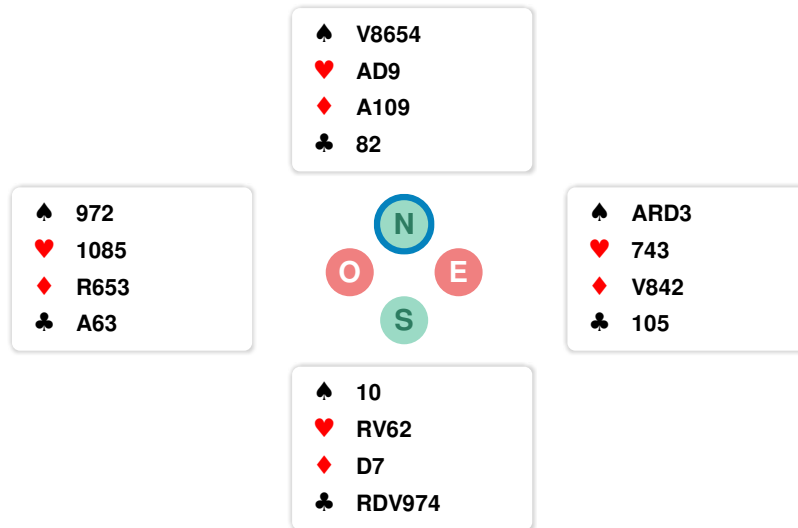 ♠ V8654
♥ AD9
♦ A109
♣ 82
♠ 972
♥ 1085
♦ R653
♣ A63
N
O E
S
♠ ARD3
♥ 743
♦ V842
♣ 105
♠ 10
♥ RV62
♦ D7
♣ RDV974